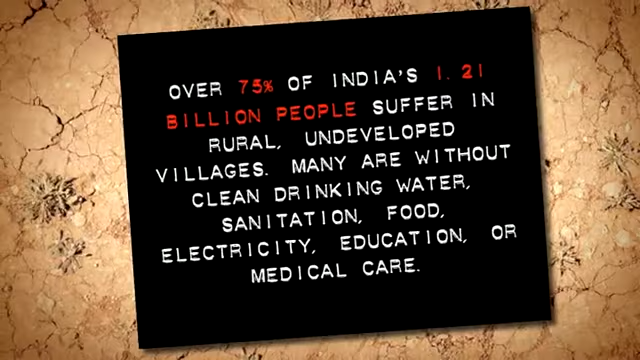 OVER 75% OF INDIA'S 1.21
BILLION PEOPLE SUFFER IN
RURAL, UNDEVELOPED
VILLAGES. MANY ARE WITHOUT
CLEAN DRINKING WATER,
SANITATION, FOOD,
ELECTRICITY, EDUCATION, OR
MEDICAL CARE.